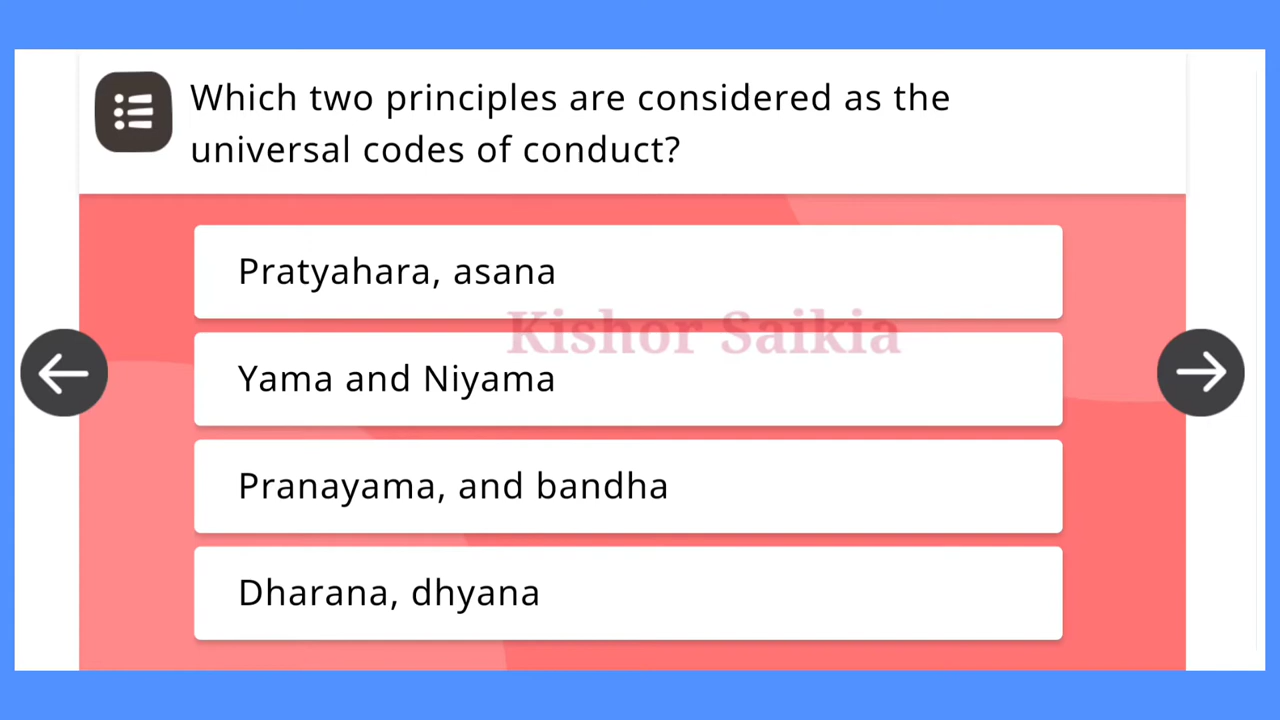 Which two principles are considered as the
universal codes of conduct?
Pratyahara, asana
Kishor Saikia
Yama and Niyama
Pranayama, and bandha
Dharana, dhyana